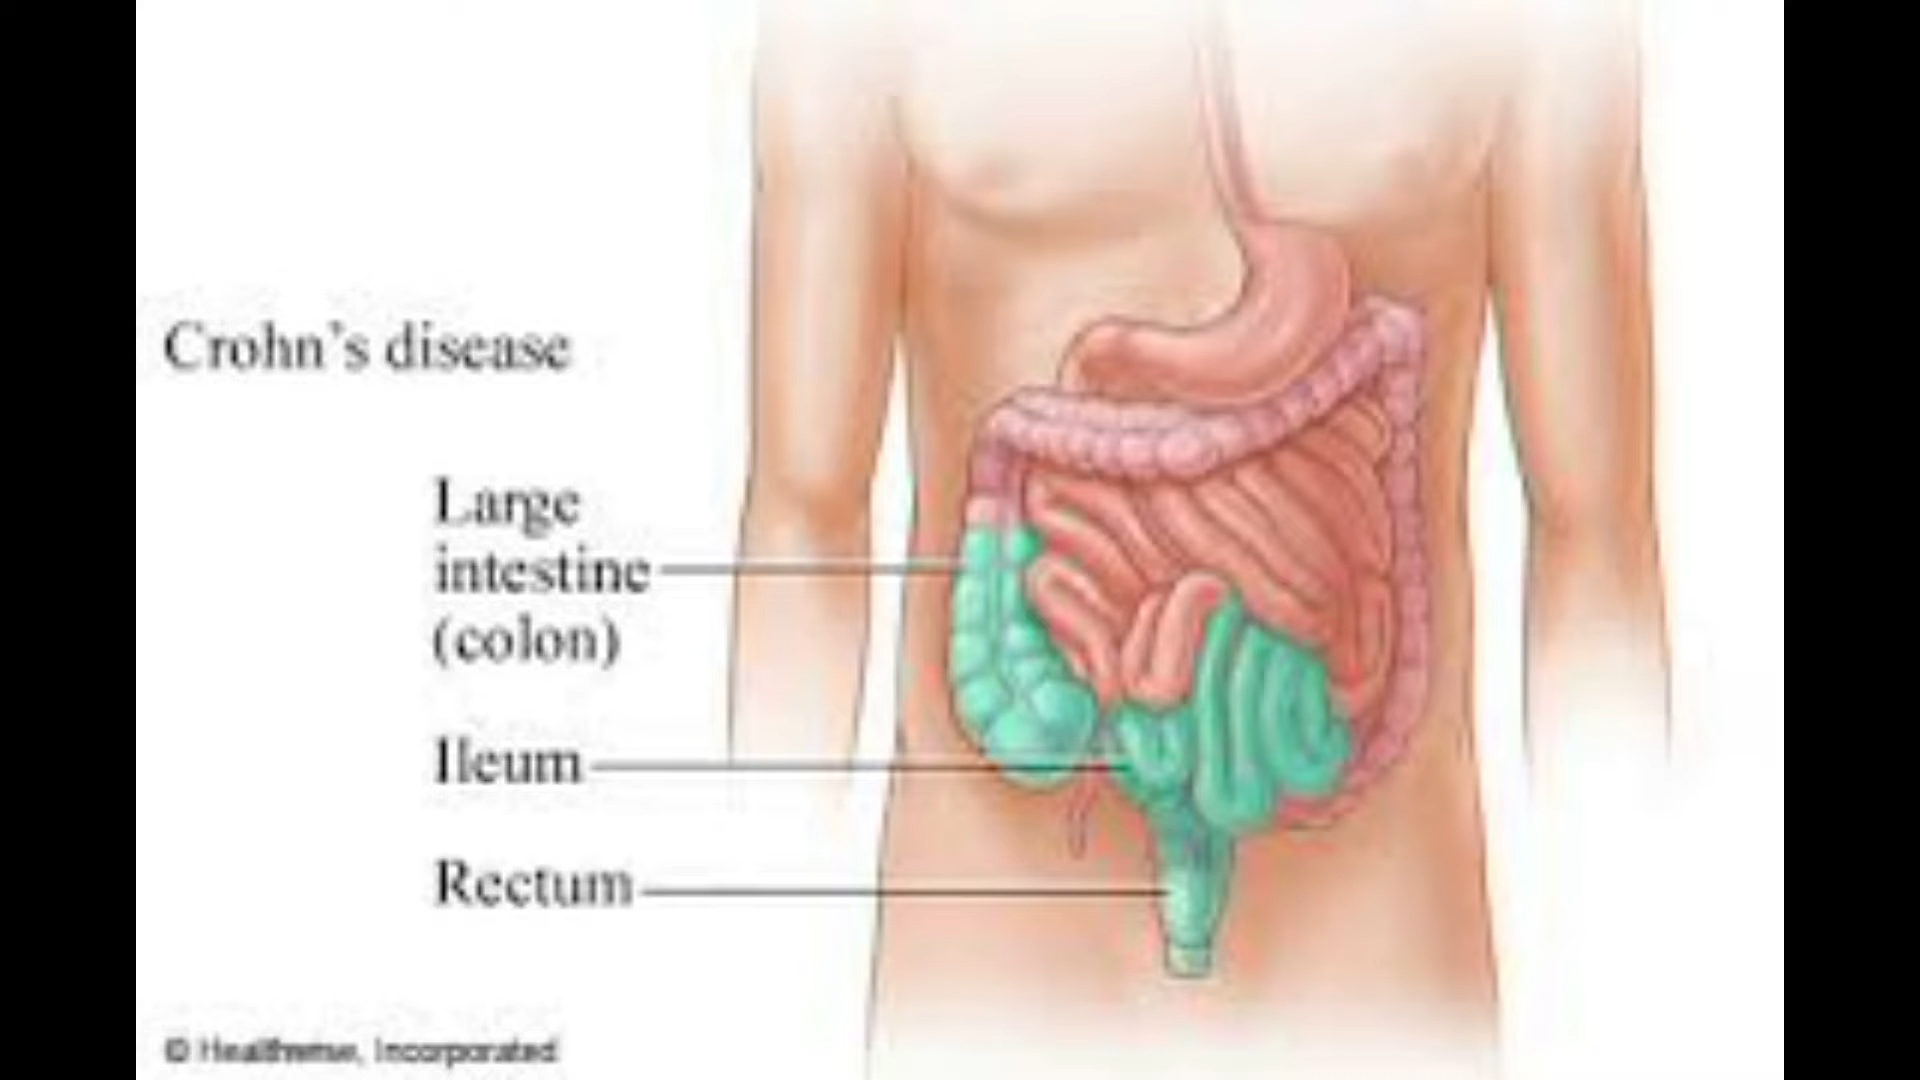 Crohn's disease
Large
intestine
(colon)
Ileum
Rectum
© Healthwise, Incorporated